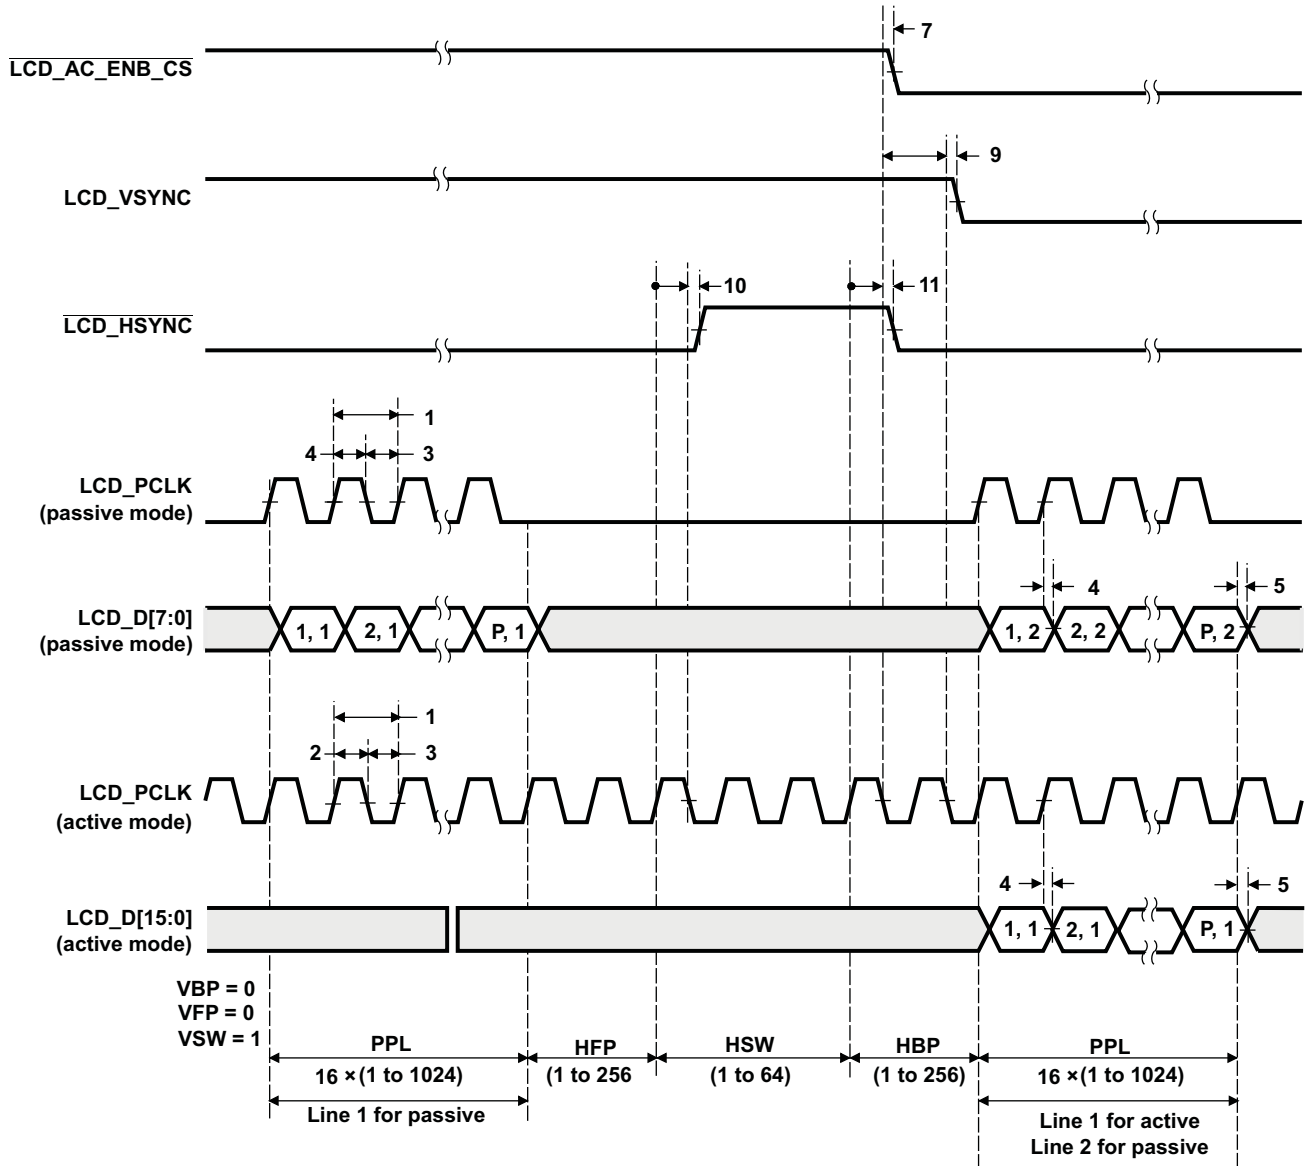 7
LCD_AC_ENB_CS
9
LCD_VSYNC
10
11
LCD_HSYNC
1
4
3
LCD_PCLK
(passive mode)
4
5
LCD_D[7:0]
(passive mode)
1, 1
2, 1
P, 1
1, 2
2, 2
P, 2
1
2
3
LCD_PCLK
(active mode)
4
5
LCD_D[15:0]
(active mode)
1, 1
2, 1
P, 1
VBP = 0
VFP = 0
VSW = 1
PPL
16 × (1 to 1024)
Line 1 for passive
HFP
(1 to 256
HSW
(1 to 64)
HBP
(1 to 256)
PPL
16 × (1 to 1024)
Line 1 for active
Line 2 for passive